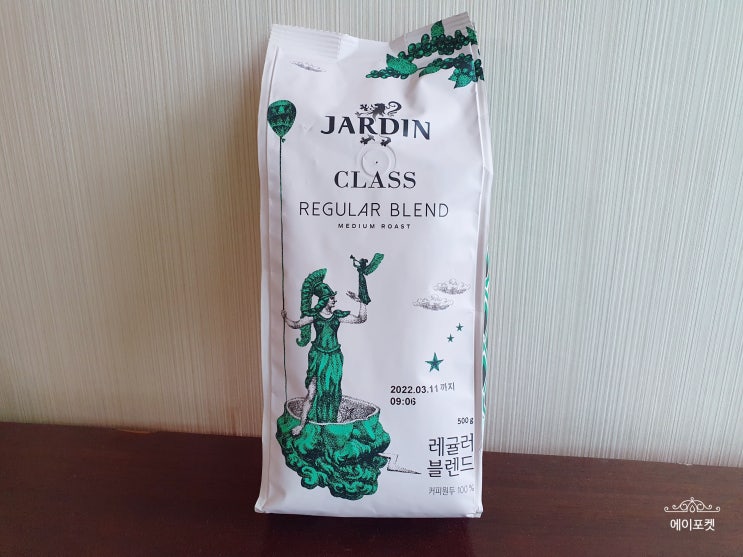 JARDIN
CLASS
REGULAR BLEND
MEDIUM ROAST
2022.03.11 까지
09:06
500 g
레귤러
블렌드
커피원두 100 %
에이포켓